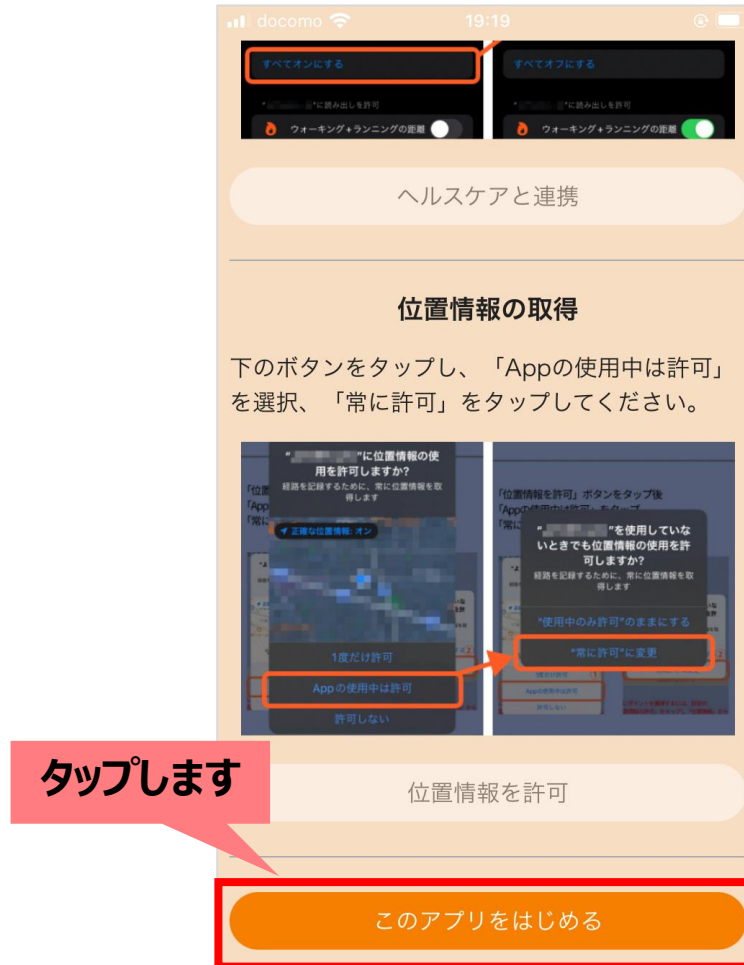 docomo 19:19
すべてオンにする
すべてオフにする
"に読み出しを許可
"に読み出しを許可
ウォーキング+ランニングの距離
ウォーキング+ランニングの距離
ヘルスケアと連携
位置情報の取得
下のボタンをタップし、「Appの使用中は許可」
を選択、「常に許可」をタップしてください。
"に位置情報の使
用を許可しますか?
経路を記録するために、常に位置情報を取
得します
正確な位置情報: オン
1度だけ許可
Appの使用中は許可
許可しない
「位置情報を許可」ボタンをタップ後
"を使用していな
いときでも位置情報の使用を許
可しますか?
経路を記録するために、常に位置情報を取
得します
"使用中のみ許可"のままにする
"常に許可"に変更
1度だけ許可
Appの使用中は許可
許可しない
タップします
位置情報を許可
このアプリをはじめる